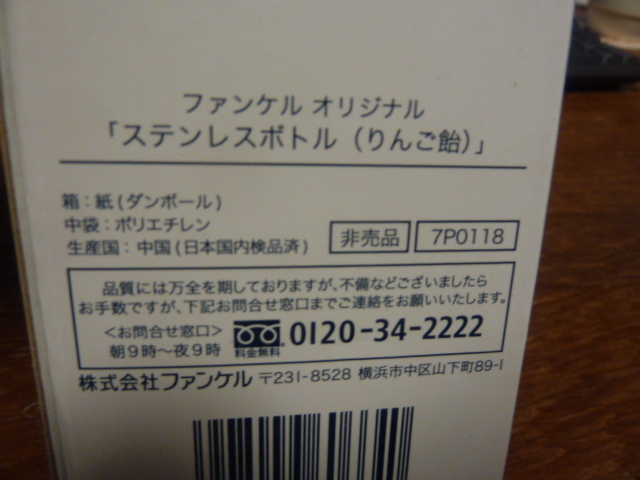 ファンケル オリジナル
「ステンレスボトル（りんご飴）」
箱：紙(ダンボール)
中袋：ポリエチレン
生産国：中国(日本国内検品済)
非売品 7P0118
品質には万全を期しておりますが、不備などございましたら
お手数ですが、下記お問合せ窓口までご連絡をお願いいたします。
<お問合せ窓口>
朝9時～夜9時
料金無料
0120-34-2222
株式会社ファンケル 〒231-8528 横浜市中区山下町89-1